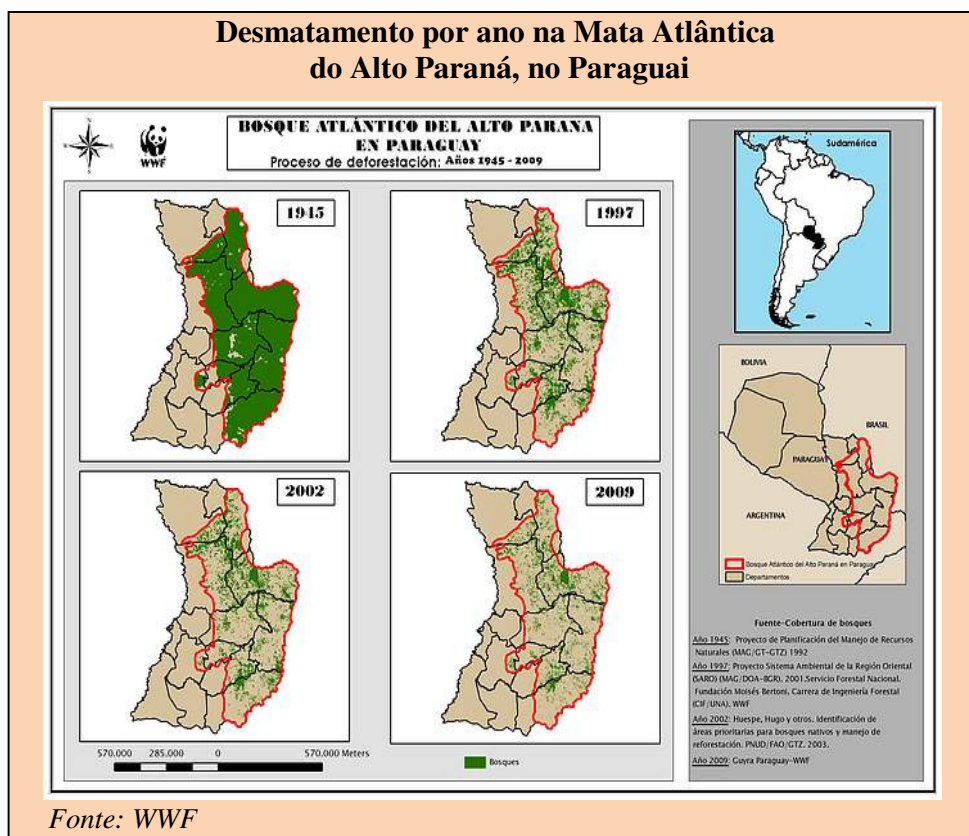 Desmatamento por ano na Mata Atlântica
do Alto Paraná, no Paraguai
WWF
BOSQUE ATLÁNTICO DEL ALTO PARANA
EN PARAGUAY
Proceso de deforestación: Años 1945 - 2009
1945
1997
2002
2009
570.000 285.000 0 570.000 Meters
Bosques
Sudamérica
BOLIVIA
BRASIL
PARAGUAY
ARGENTINA
Bosque Atlántico del Alto Paraná en Paraguay
Departamentos
Fuente-Cobertura de bosques
Año 1945: Proyecto de Planificación del Manejo de Recursos
Naturales (MAG/GT-GTZ) 1992
Año 1997: Proyecto Sistema Ambiental de la Región Oriental
(SARO) (MAG/DOA-BGR). 2001.Servicio Forestal Nacional.
Fundación Moisés Bertoni, Carrera de Ingeniería Forestal
(CIF/UNA). WWF
Año 2002: Huespe, Hugo y otros. Identificación de
áreas prioritarias para bosques nativos y manejo de
reforestación. PNUD/FAO/GTZ. 2003.
Año 2009: Guyra Paraguay-WWF
Fonte: WWF